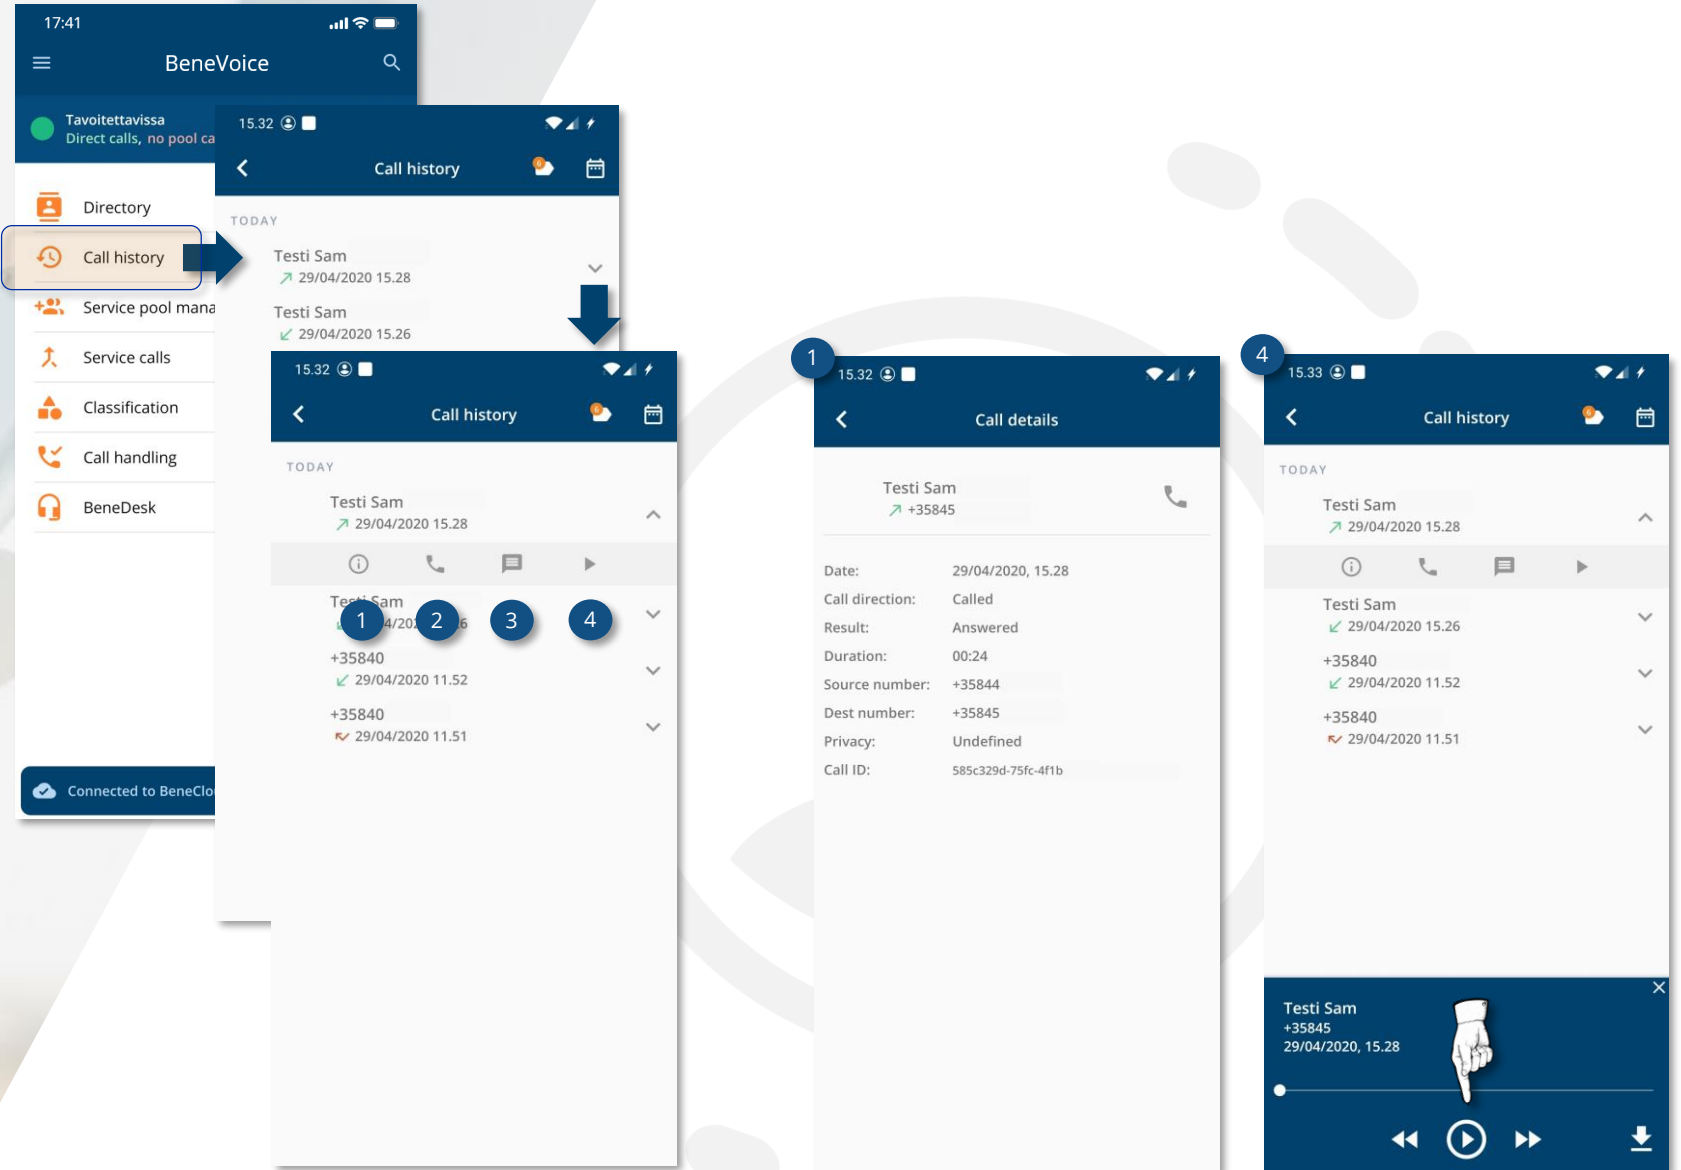 17:41
BeneVoice
Tavoitettavissa
Direct calls, no pool ca
Directory
Call history
Service pool mana
Service calls
Classification
Call handling
BeneDesk
Connected to BeneClo
15.32
Call history
6
TODAY
Testi Sam
29/04/2020 15.28
Testi Sam
29/04/2020 15.26
15.32
Call history
6
TODAY
Testi Sam
29/04/2020 15.28
Testi Sam
1
2
3
4
+35840
29/04/2020 11.52
+35840
29/04/2020 11.51
1
15.32
Call details
Testi Sam
+35845
Date: 29/04/2020, 15.28
Call direction: Called
Result: Answered
Duration: 00:24
Source number: +35844
Dest number: +35845
Privacy: Undefined
Call ID: 585c329d-75fc-4f1b
4
15.33
Call history
6
TODAY
Testi Sam
29/04/2020 15.28
Testi Sam
29/04/2020 15.26
+35840
29/04/2020 11.52
+35840
29/04/2020 11.51
Testi Sam
+35845
29/04/2020, 15.28